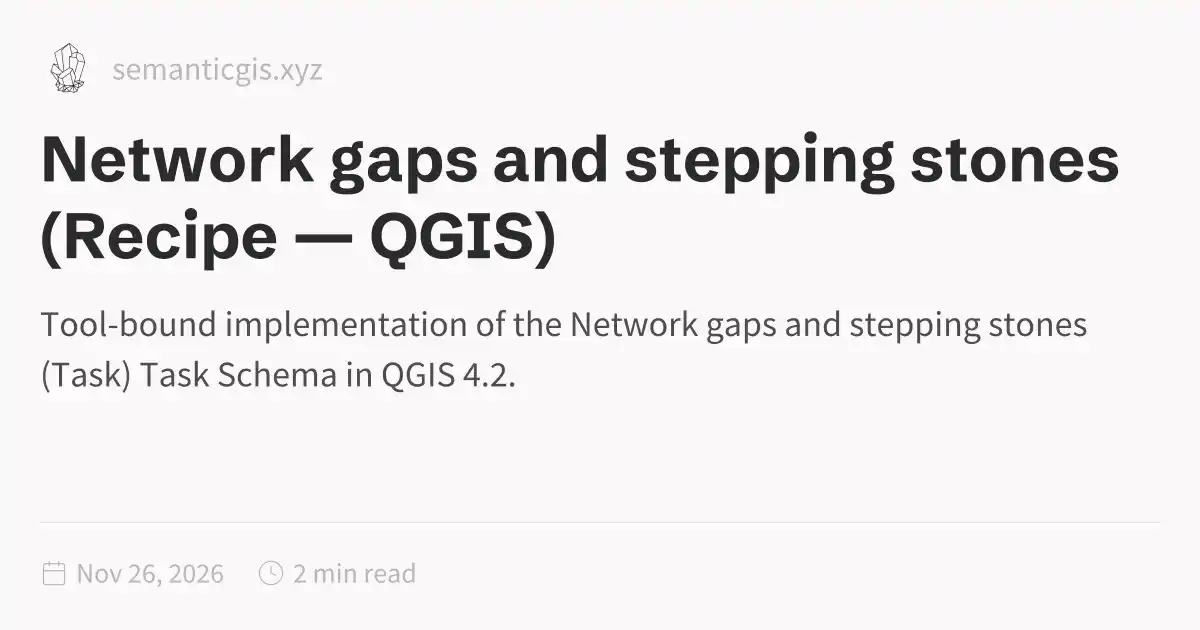 semanticgis.xyz
Network gaps and stepping stones
(Recipe — QGIS)
Tool-bound implementation of the Network gaps and stepping stones
(Task) Task Schema in QGIS 4.2.
Nov 26, 2026 2 min read